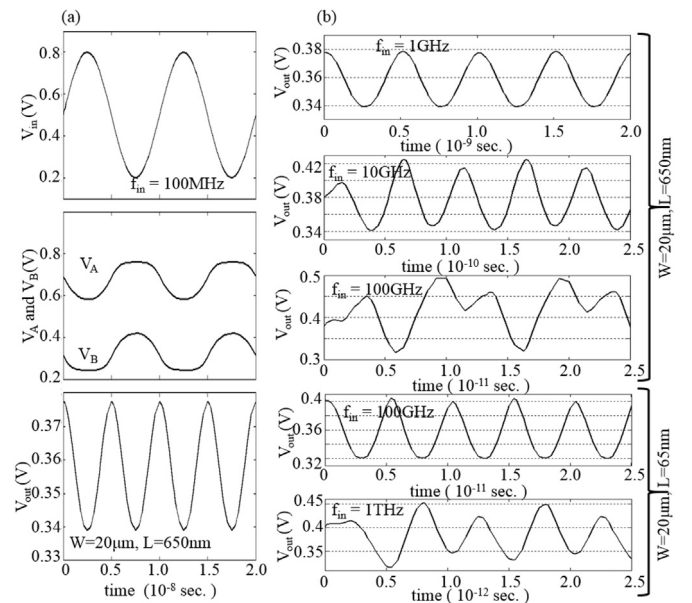 (a)
0.8
0.6
0.4
0.2
V_in(V)
f_in = 100MHz
0.8
0.6
0.4
0.2
V_A and V_B(V)
V_A
V_B
0.37
0.36
0.35
0.34
0.33
V_out(V)
W=20μm, L=650nm
0 0.5 1.0 1.5 2.0
time (10^-8 sec.)
(b)
f_in = 1GHz
0.38
0.36
0.34
V_out(V)
0 0.5 1.0 1.5 2.0
time ( 10^-9 sec.)
f_in = 10GHz
0.42
0.38
0.34
V_out(V)
0 0.5 1.0 1.5 2.0 2.5
time ( 10^-10 sec.)
f_in = 100GHz
0.5
0.4
0.3
V_out(V)
0 0.5 1.0 1.5 2.0 2.5
time ( 10^-11 sec.)
W=20μm, L=650nm
f_in = 100GHz
0.4
0.36
0.32
V_out(V)
0 0.5 1.0 1.5 2.0 2.5
time ( 10^-11 sec.)
f_in = 1THz
0.45
0.4
0.35
V_out(V)
0 0.5 1.0 1.5 2.0 2.5
time ( 10^-12 sec.)
W=20μm, L=65nm